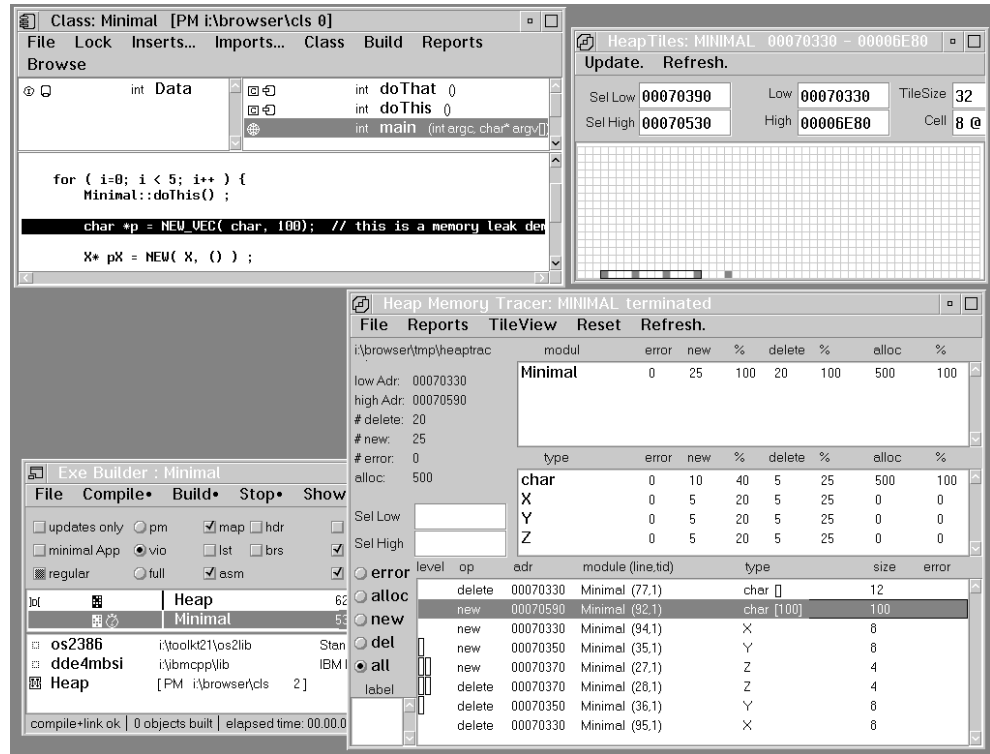 Class: Minimal [PM i:\browser\cls 0]
File Lock Inserts... Imports... Class Build Reports
Browse
int Data
int doThat ()
int doThis ()
int main (int argc, char* argv[])
for ( i=0; i < 5; i++ ) {
Minimal::doThis() ;
char *p = NEW_VEC( char, 100); // this is a memory leak
X* pX = NEW( X, () ) ;
HeapTiles: MINIMAL 00070330 - 00006E80
Update. Refresh.
Sel Low 00070390 Low 00070330 TileSize 32
Sel High 00070530 High 00006E80 Cell 8 @
Heap Memory Tracer: MINIMAL terminated
File Reports TileView Reset Refresh.
i:\browser\tmp\heaptrac
low Adr: 00070330
high Adr: 00070590
# delete: 20
# new: 25
# error: 0
alloc: 500
Sel Low
Sel High
modul error new % delete % alloc %
Minimal 0 25 100 20 100 500 100
type error new % delete % alloc %
char 0 10 40 5 25 500 100
X 0 5 20 5 25 0 0
Y 0 5 20 5 25 0 0
Z 0 5 20 5 25 0 0
error
alloc
new
del
all
label
level op adr module (line,tid) type size error
delete 00070330 Minimal (77,1) char [] 12
new 00070590 Minimal (92,1) char [100] 100
new 00070330 Minimal (94,1) X 8
new 00070350 Minimal (35,1) Y 8
new 00070370 Minimal (27,1) Z 4
delete 00070370 Minimal (28,1) Z 4
delete 00070350 Minimal (36,1) Y 8
delete 00070330 Minimal (95,1) X 8
Exe Builder : Minimal
File Compile• Build• Stop• Show
updates only pm map hdr
minimal App vio lst brs
regular full asm
Heap 62
Minimal
os2386 i:\toolkt21\os2lib Stan
dde4mbsi i:\ibmcpp\lib IBM
Heap [ PM i:\browser\cls 2 ]
compile+link ok | 0 objects built | elapsed time: 00.00.0